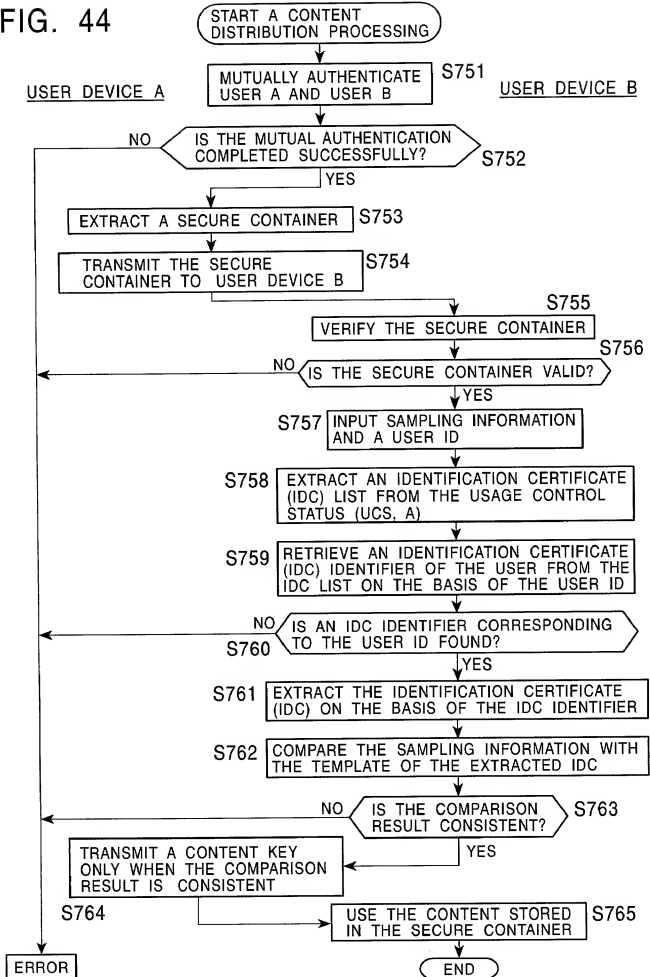 FIG. 44
START A CONTENT
DISTRIBUTION PROCESSING
S751
MUTUALLY AUTHENTICATE
USER A AND USER B
USER DEVICE A
USER DEVICE B
NO
IS THE MUTUAL AUTHENTICATION
COMPLETED SUCCESSFULLY?
S752
YES
EXTRACT A SECURE CONTAINER
S753
TRANSMIT THE SECURE
CONTAINER TO USER DEVICE B
S754
S755
VERIFY THE SECURE CONTAINER
S756
NO
IS THE SECURE CONTAINER VALID?
YES
S757
INPUT SAMPLING INFORMATION
AND A USER ID
S758
EXTRACT AN IDENTIFICATION CERTIFICATE
(IDC) LIST FROM THE USAGE CONTROL
STATUS (UCS, A)
S759
RETRIEVE AN IDENTIFICATION CERTIFICATE
(IDC) IDENTIFIER OF THE USER FROM THE
IDC LIST ON THE BASIS OF THE USER ID
NO
IS AN IDC IDENTIFIER CORRESPONDING
TO THE USER ID FOUND?
S760
YES
S761
EXTRACT THE IDENTIFICATION CERTIFICATE
(IDC) ON THE BASIS OF THE IDC IDENTIFIER
S762
COMPARE THE SAMPLING INFORMATION WITH
THE TEMPLATE OF THE EXTRACTED IDC
NO
IS THE COMPARISON
RESULT CONSISTENT?
S763
YES
TRANSMIT A CONTENT KEY
ONLY WHEN THE COMPARISON
RESULT IS CONSISTENT
S764
USE THE CONTENT STORED
IN THE SECURE CONTAINER
S765
ERROR
END